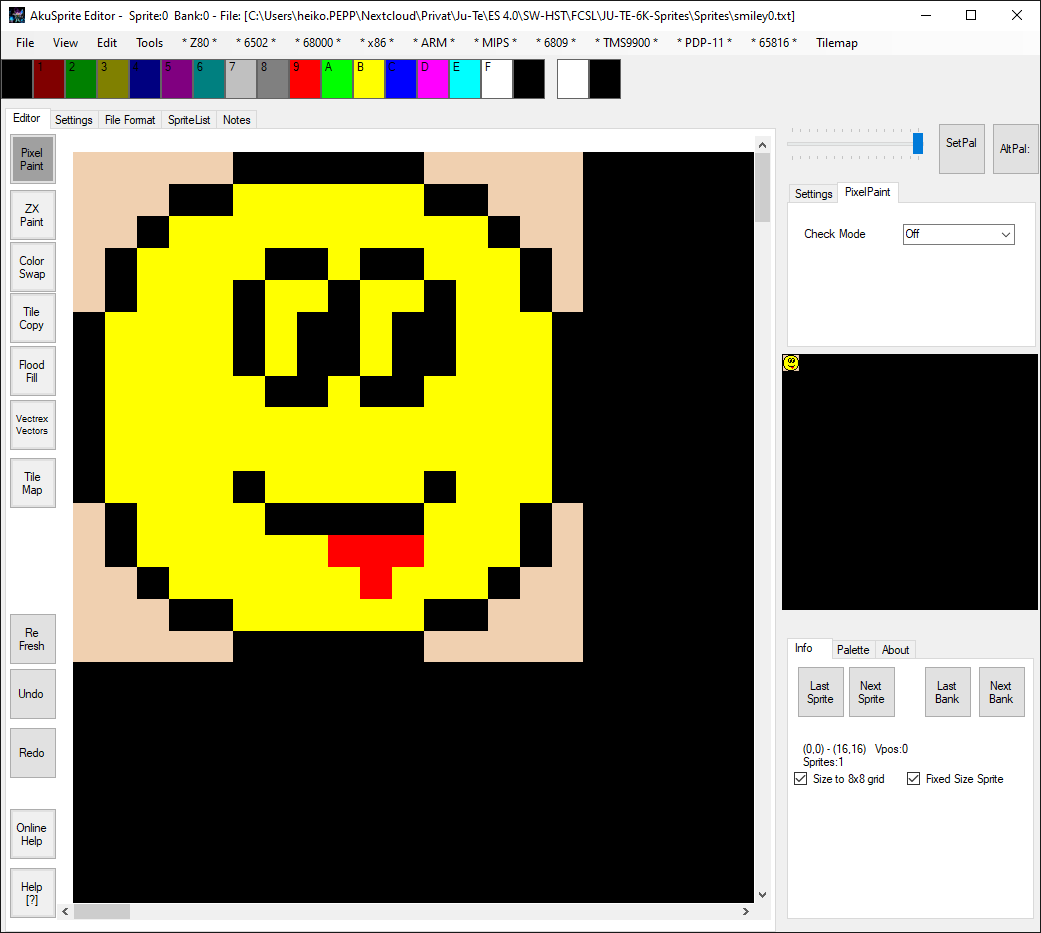 AkuSprite Editor - Sprite:0 Bank:0 - File: [C:\Users\heiko.PEPP\Nextcloud\Privat\Ju-Te\ES 4.0\SW-HST\FCSL\JU-TE-6K-Sprites\Sprites\smiley0.txt]
File View Edit Tools * Z80 * * 6502 * * 68000 * * x86 * * ARM * * MIPS * * 6809 * * TMS9900 * * PDP-11 * * 65816 * Tilemap
1 2 3 4 5 6 7 8 9 A B C D E F
Editor Settings File Format SpriteList Notes
Pixel
Paint
ZX
Paint
Color
Swap
Tile
Copy
Flood
Fill
Vectrex
Vectors
Tile
Map
Re
Fresh
Undo
Redo
Online
Help
Help
[?]
SetPal
AltPal:
Settings PixelPaint
Check Mode Off
Info Palette About
Last
Sprite
Next
Sprite
Last
Bank
Next
Bank
(0,0) - (16,16) Vpos:0
Sprites:1
Size to 8x8 grid Fixed Size Sprite